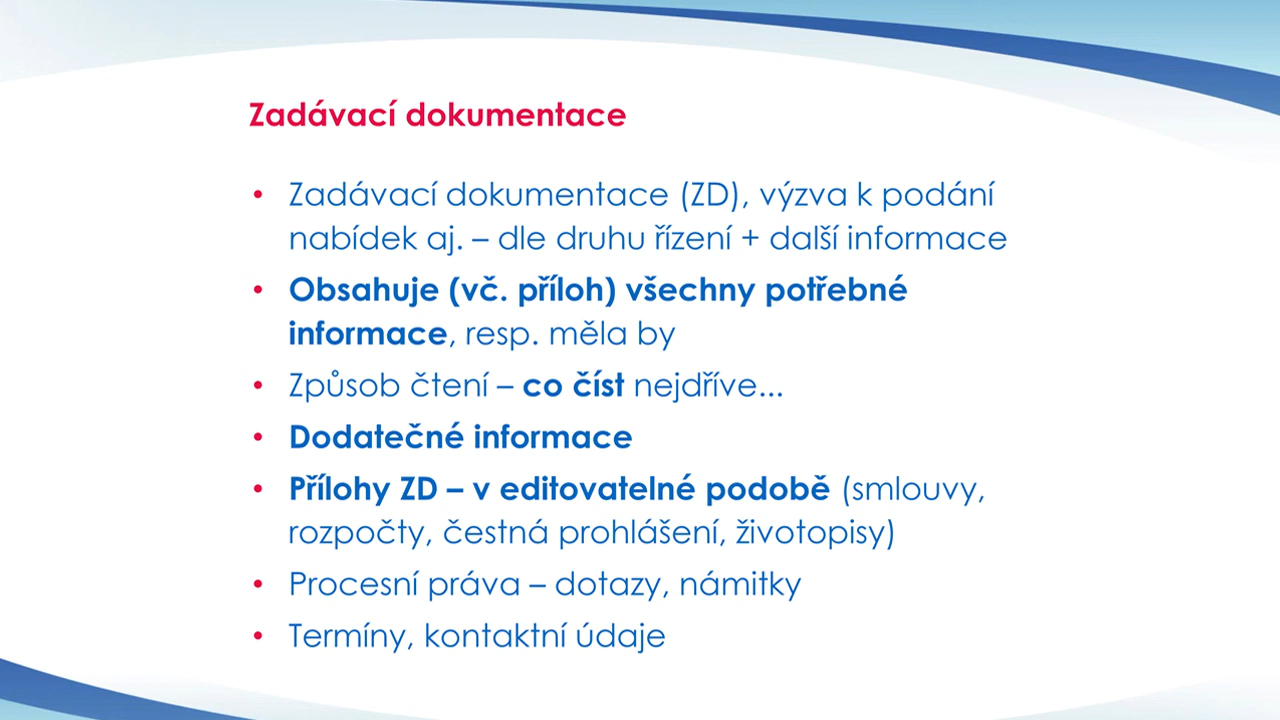 Zadávací dokumentace
• Zadávací dokumentace (ZD), výzva k podání
nabídek aj. – dle druhu řízení + další informace
• Obsahuje (vč. příloh) všechny potřebné
informace, resp. měla by
• Způsob čtení – co číst nejdříve...
• Dodatečné informace
• Přílohy ZD – v editovatelné podobě (smlouvy,
rozpočty, čestná prohlášení, životopisy)
• Procesní práva – dotazy, námitky
• Termíny, kontaktní údaje